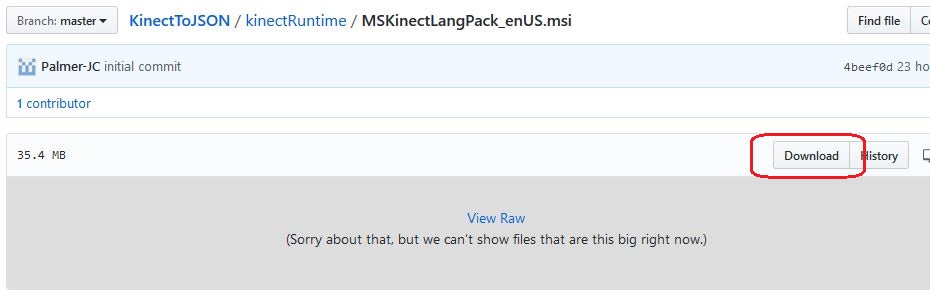 Branch: master KinectToJSON / kinectRuntime / MSKinectLangPack_enUS.msi Find file
Palmer-JC initial commit 4beef0d 23 ho
1 contributor
35.4 MB Download History
View Raw
(Sorry about that, but we can't show files that are this big right now.)